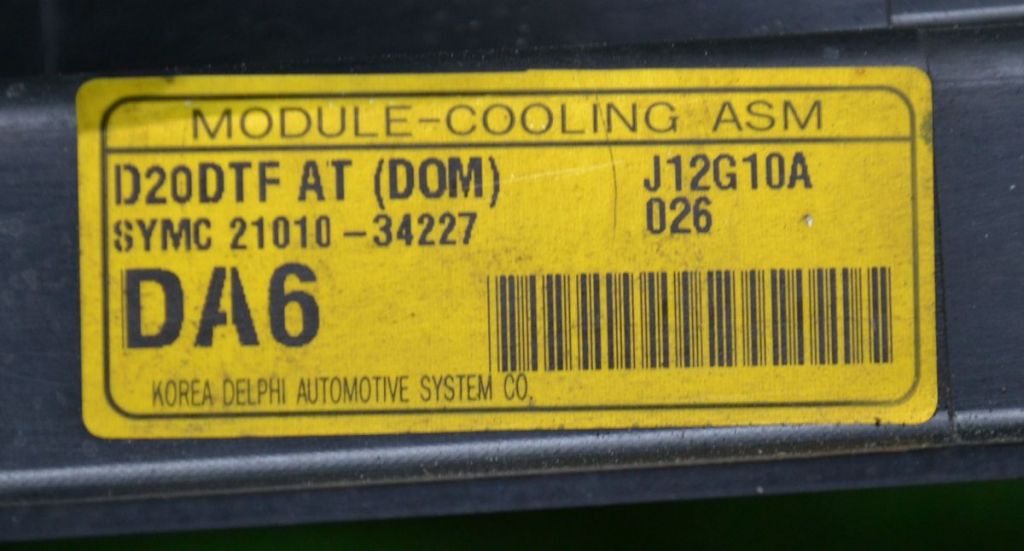 MODULE-COOLING ASM
D20DTF AT (DOM) J12G10A
SYMC 21010-34227 026
DA6
KOREA DELPHI AUTOMOTIVE SYSTEM CO.